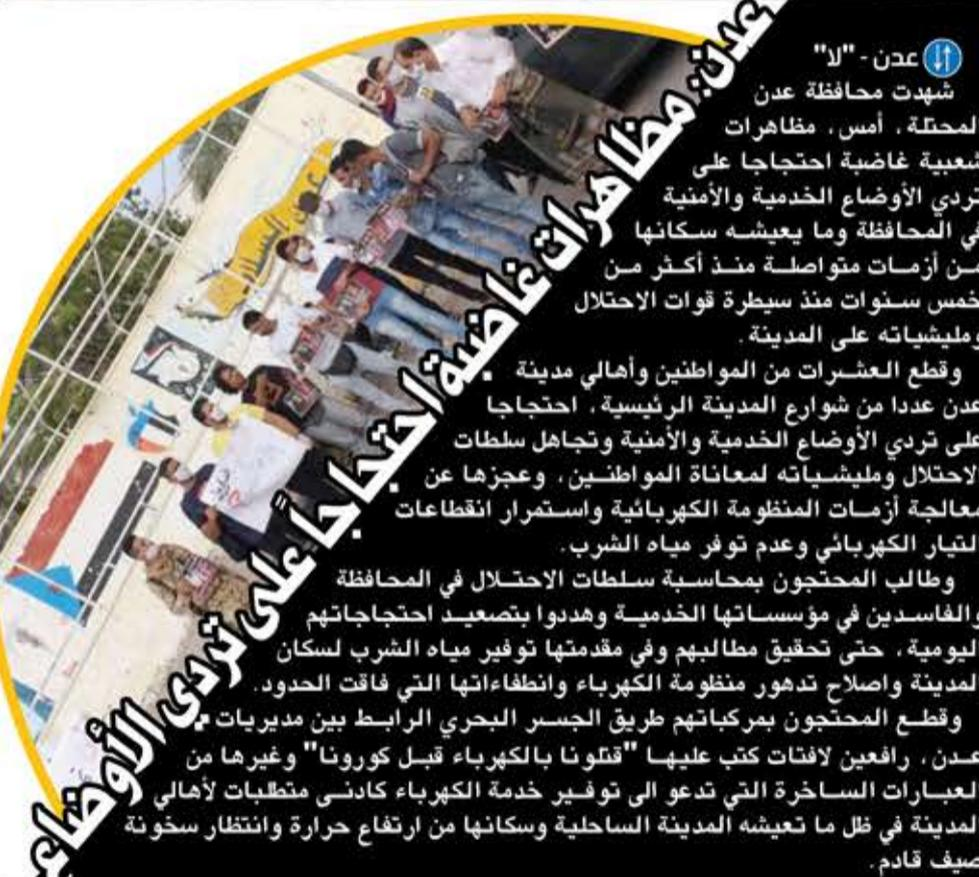 عدن: مظاهرات غاضبة احتجاجاً على تردي الأوضاع
عدن - "لا"
شهدت محافظة عدن
المحتلة، أمس، مظاهرات
شعبية غاضبة احتجاجا على
تردي الأوضاع الخدمية والأمنية
في المحافظة وما يعيشه سكانها
من أزمات متواصلة منذ أكثر من
خمس سنوات منذ سيطرة قوات الاحتلال
ومليشياته على المدينة.
وقطع العشرات من المواطنين وأهالي مدينة
عدن عددا من شوارع المدينة الرئيسية، احتجاجا
على تردي الأوضاع الخدمية والأمنية وتجاهل سلطات
الاحتلال ومليشياته لمعاناة المواطنين، وعجزها عن
معالجة أزمات المنظومة الكهربائية واستمرار انقطاعات
التيار الكهربائي وعدم توفر مياه الشرب.
وطالب المحتجون بمحاسبة سلطات الاحتلال في المحافظة
والفاسدين في مؤسساتها الخدمية وهددوا بتصعيد احتجاجاتهم
اليومية، حتى تحقيق مطالبهم وفي مقدمتها توفير مياه الشرب لسكان
المدينة واصلاح تدهور منظومة الكهرباء وانطفاءاتها التي فاقت الحدود.
وقطع المحتجون بمركباتهم طريق الجسر البحري الرابط بين مديريات
عدن، رافعين لافتات كتب عليها "قتلونا بالكهرباء قبل كورونا" وغيرها من
العبارات الساخرة التي تدعو الى توفير خدمة الكهرباء كادنى متطلبات لأهالي
المدينة في ظل ما تعيشه المدينة الساحلية وسكانها من ارتفاع حرارة وانتظار سخونة
صيف قادم.